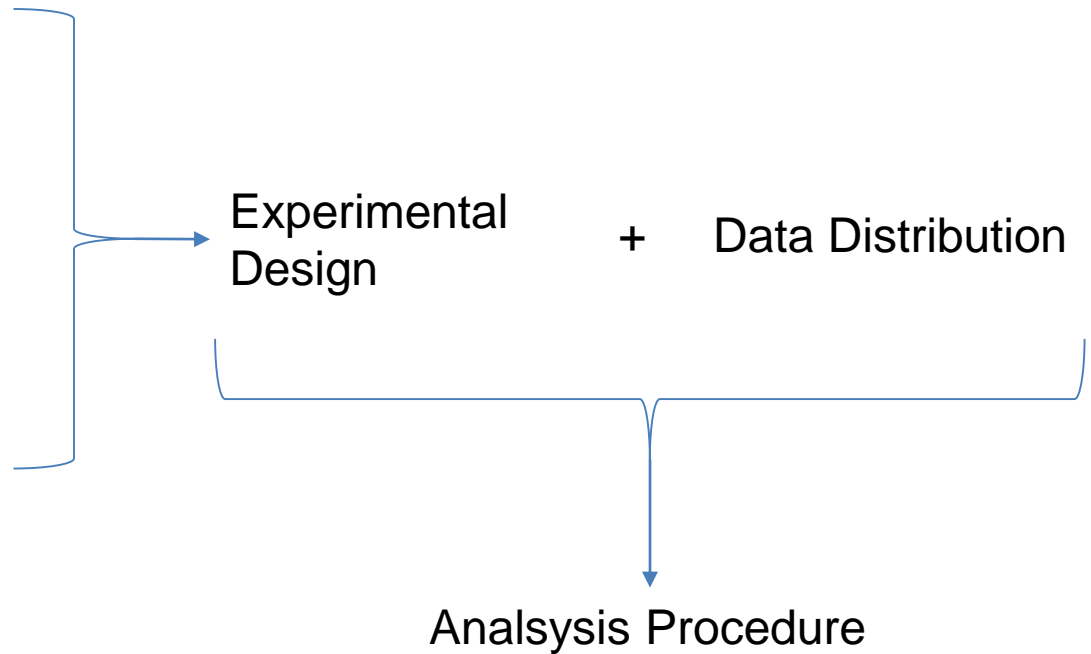 Experimental
Design
+ Data Distribution
Analsysis Procedure